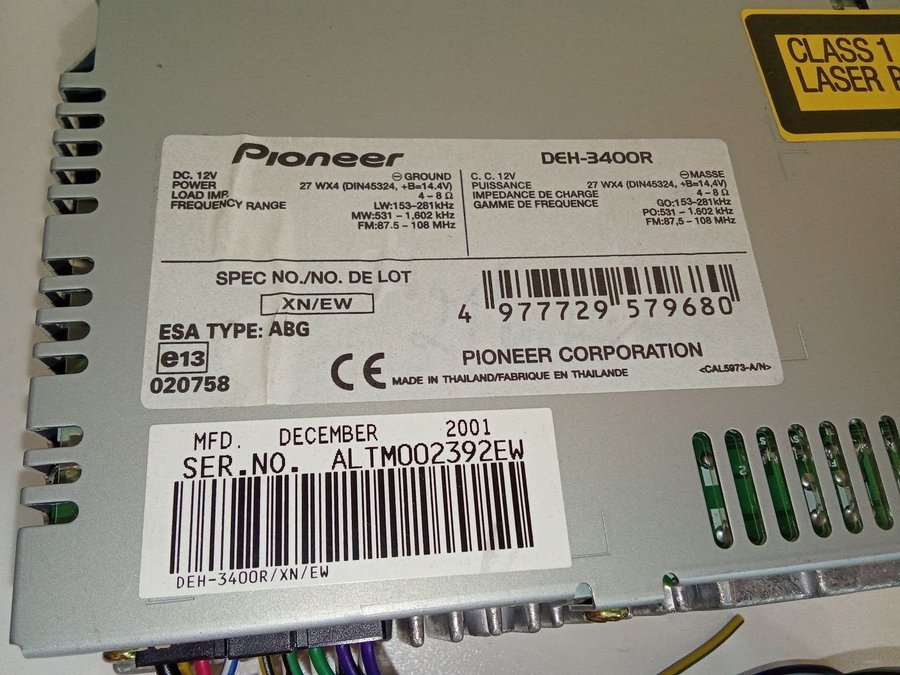 CLASS 1
LASER
Pioneer
DEH-3400R
DC. 12V ⊖GROUND
POWER 27 WX4 (DIN45324, +B=14.4V)
LOAD IMP. 4 – 8 Ω
FREQUENCY RANGE LW:153–281kHz
MW:531 – 1,602 kHz
FM:87.5 – 108 MHz
C. C. 12V ⊖MASSE
PUISSANCE 27 WX4 (DIN45324, +B=14,4V)
IMPEDANCE DE CHARGE 4 – 8 Ω
GAMME DE FREQUENCE GO:153–281kHz
PO:531 – 1.602 kHz
FM:87,5 – 108 MHz
SPEC NO./NO. DE LOT
XN/EW
4 977729 579680
ESA TYPE: ABG
e13
020758
CE
PIONEER CORPORATION
MADE IN THAILAND/FABRIQUE EN THAILANDE
<CAL5973-A/N>
MFD. DECEMBER 2001
SER.NO. ALTM002392EW
DEH-3400R/XN/EW